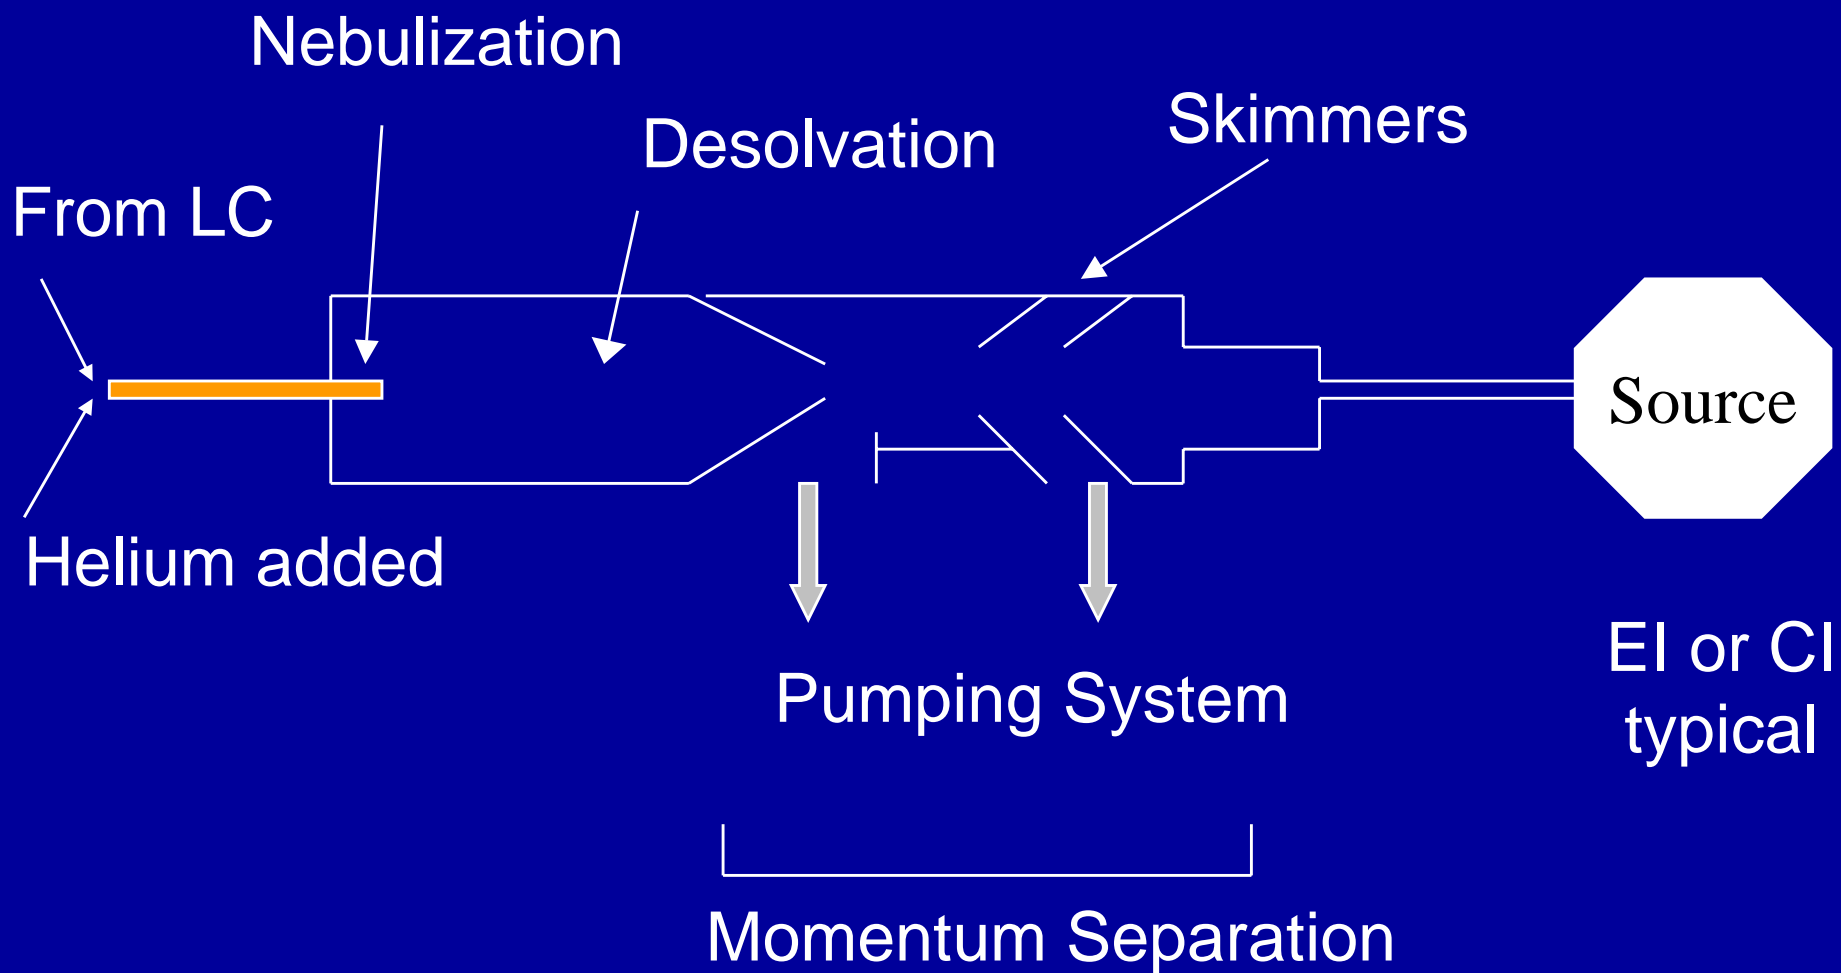 Nebulization
Desolvation
Skimmers
From LC
Source
Helium added
EI or CI
typical
Pumping System
Momentum Separation